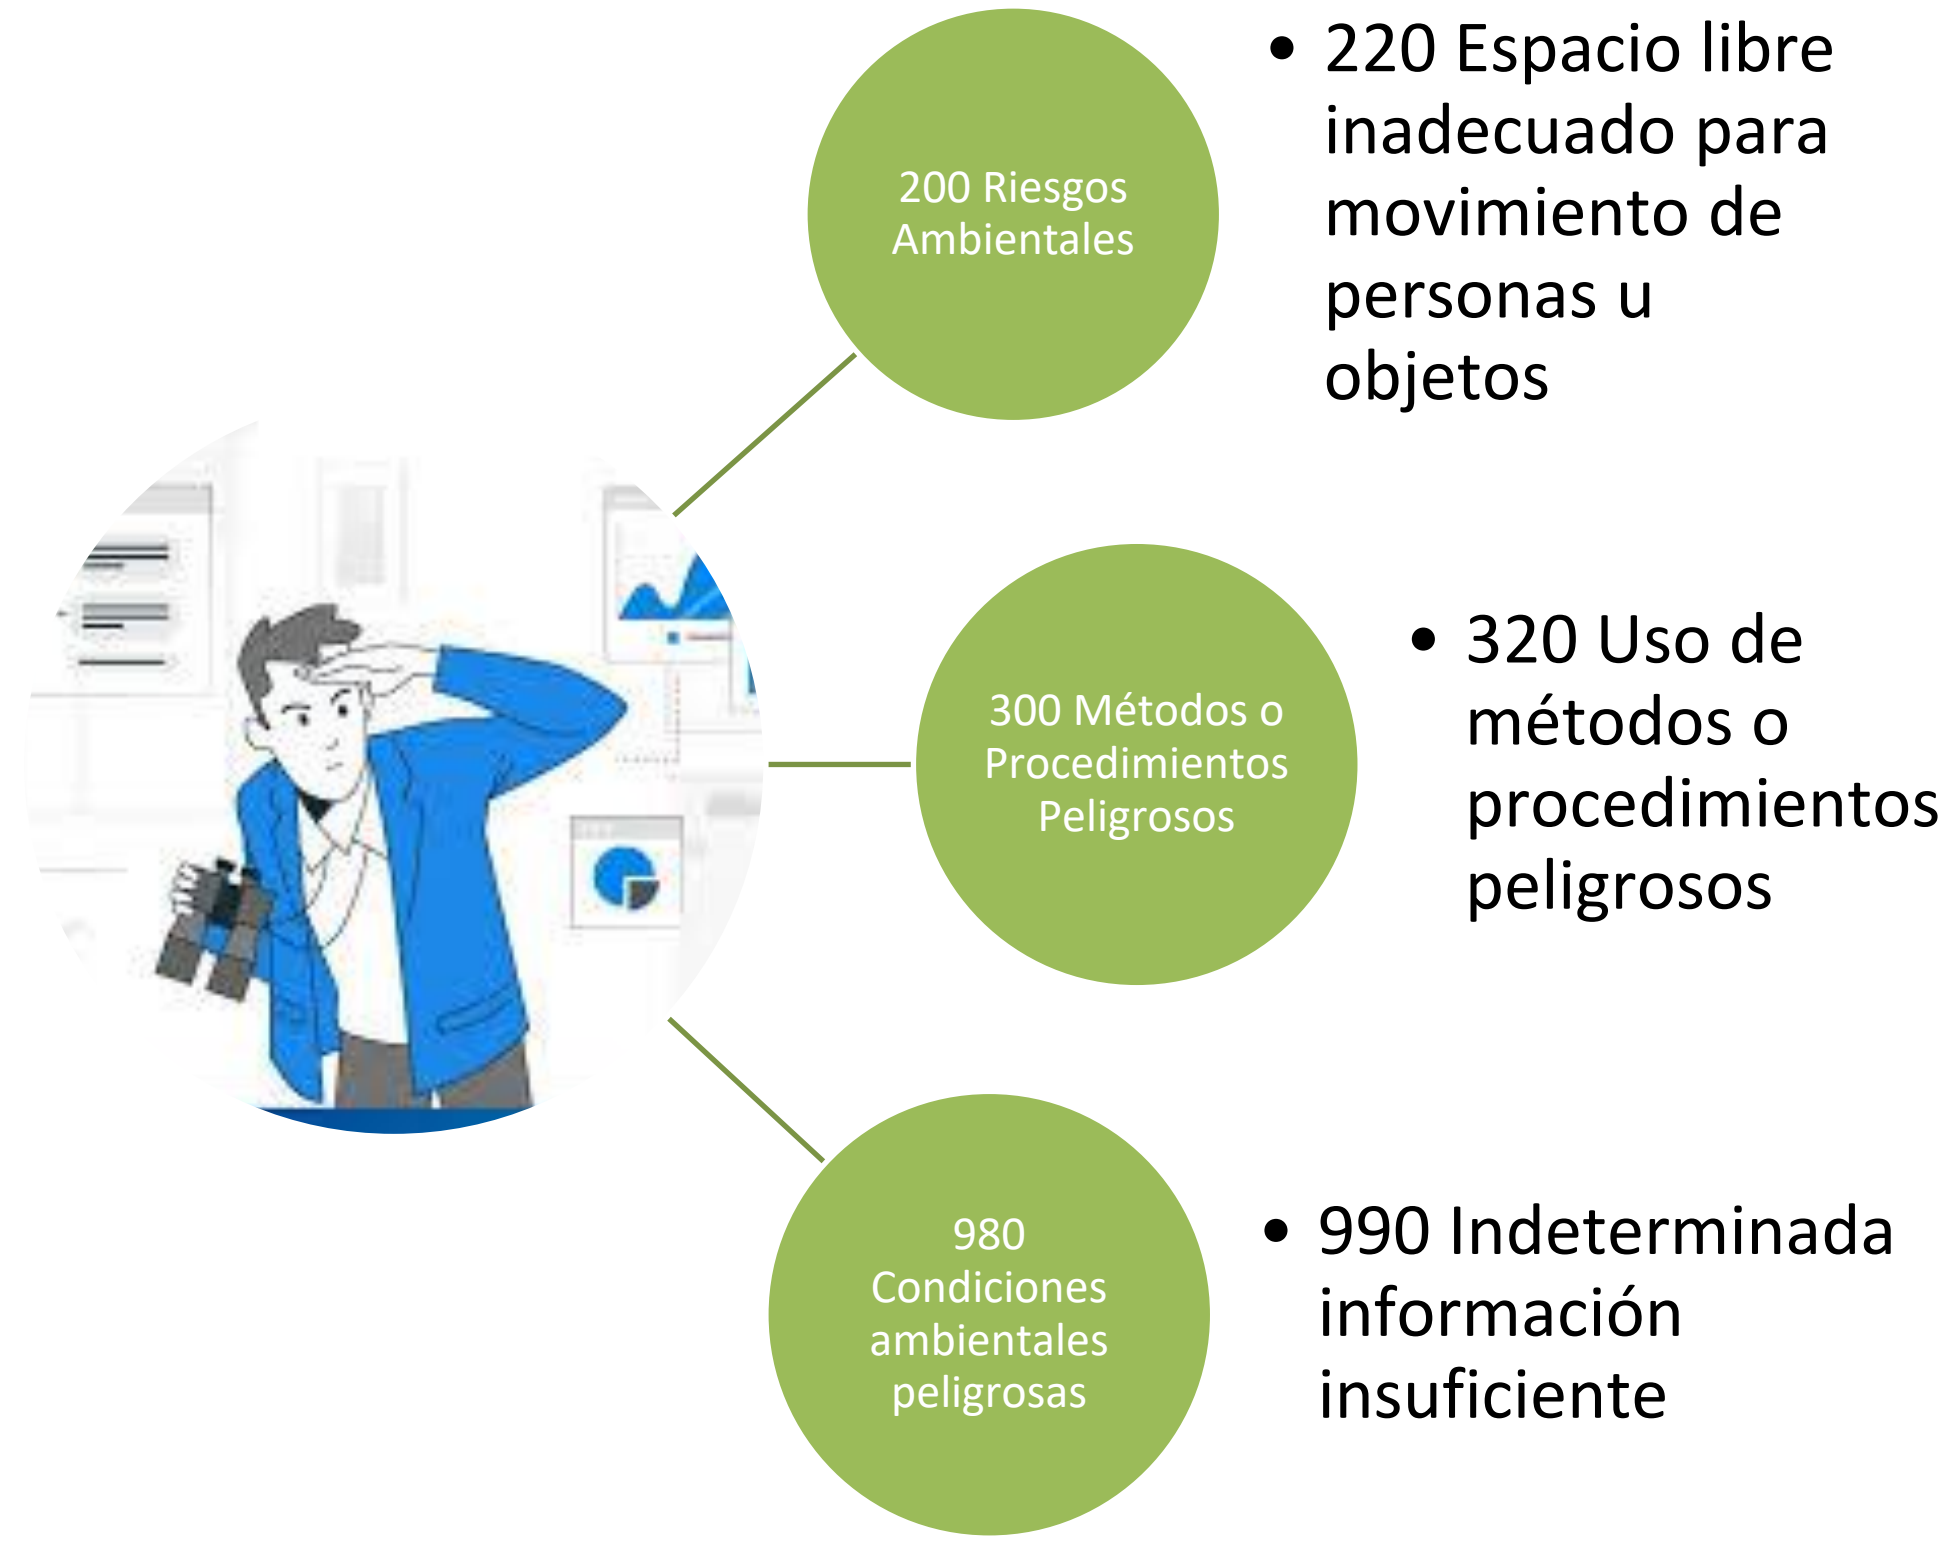 200 Riesgos
Ambientales
• 220 Espacio libre
inadecuado para
movimiento de
personas u
objetos
300 Métodos o
Procedimientos
Peligrosos
• 320 Uso de
métodos o
procedimientos
peligrosos
980
Condiciones
ambientales
peligrosas
• 990 Indeterminada
información
insuficiente